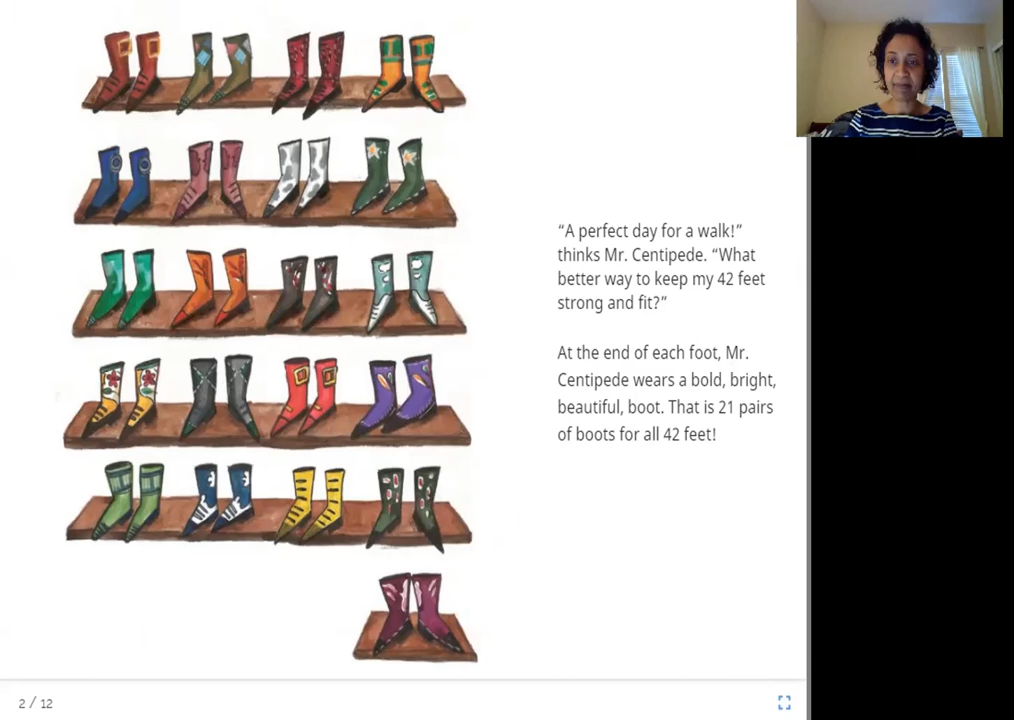 “A perfect day for a walk!”
thinks Mr. Centipede. “What
better way to keep my 42 feet
strong and fit?”
At the end of each foot, Mr.
Centipede wears a bold, bright,
beautiful, boot. That is 21 pairs
of boots for all 42 feet!
2 / 12